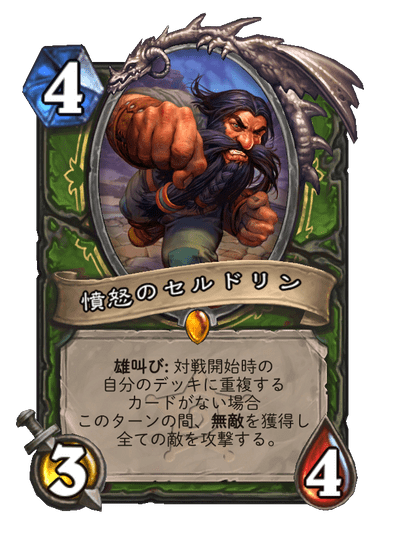 4
憤怒のセルドリン
雄叫び: 対戦開始時の
自分のデッキに重複する
カードがない場合
このターンの間、無敵を獲得し
全ての敵を攻撃する。
3
4